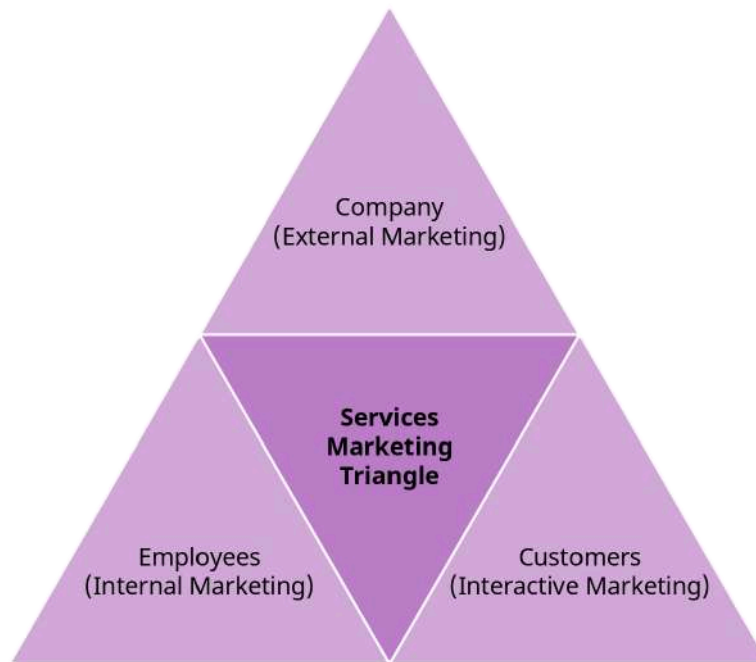 Company
(External Marketing)
Services
Marketing
Triangle
Employees
(Internal Marketing)
Customers
(Interactive Marketing)